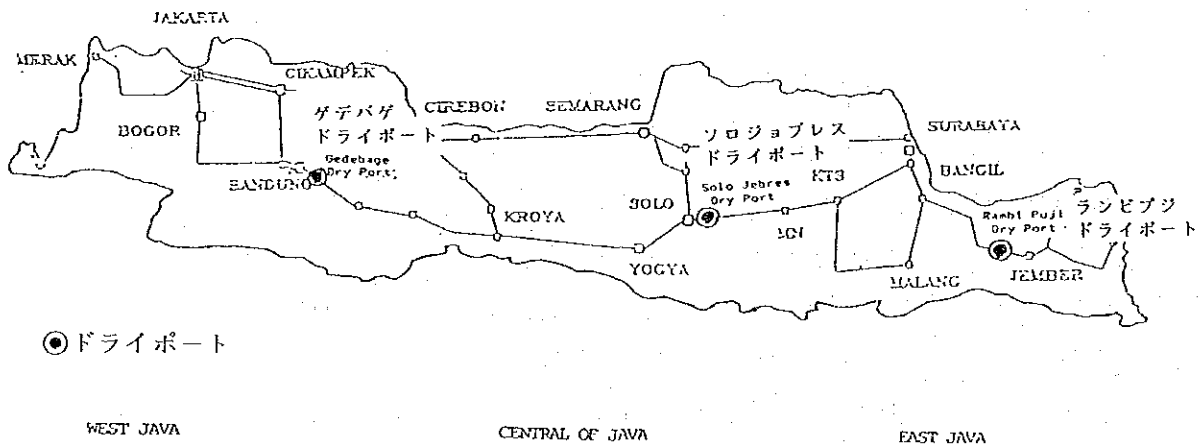 JAKARTA
MERAK
CIKAMPEK
ゲデバゲ
ドライポート
CIREBON
SEMARANG
BOGOR
ソロジョブレス
ドライポート
SURABAYA
BANGIL
Gedebage
Dry Port
BANDUNG
KTS
Solo Jebres
Dry Port
SOLO
KROYA
MN
Rambi Puji
Dry Port
ランビプジ
ドライポート
YOGYA
MALANG
JEMBER
ドライポート
WEST JAVA
CENTRAL OF JAVA
EAST JAVA